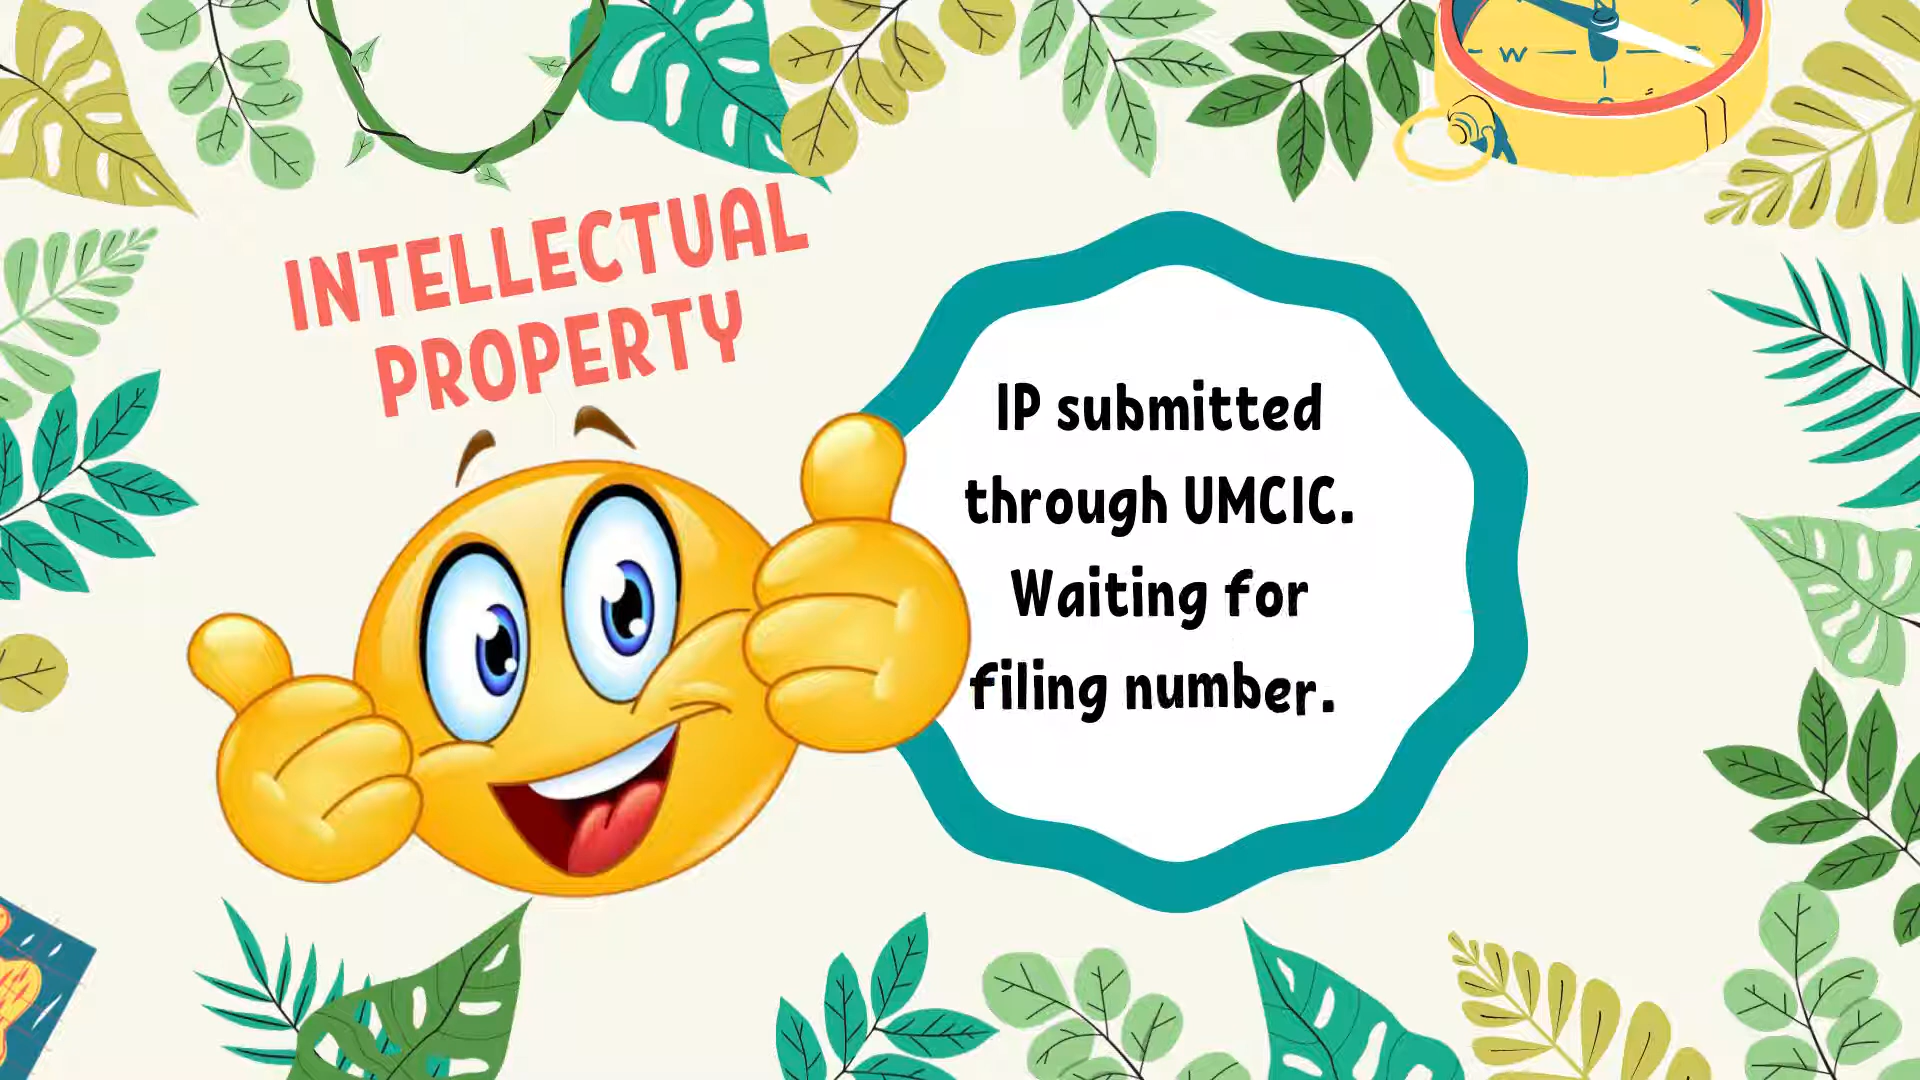 W
INTELLECTUAL
PROPERTY
IP submitted
through UMCIC.
Waiting for
filing number.